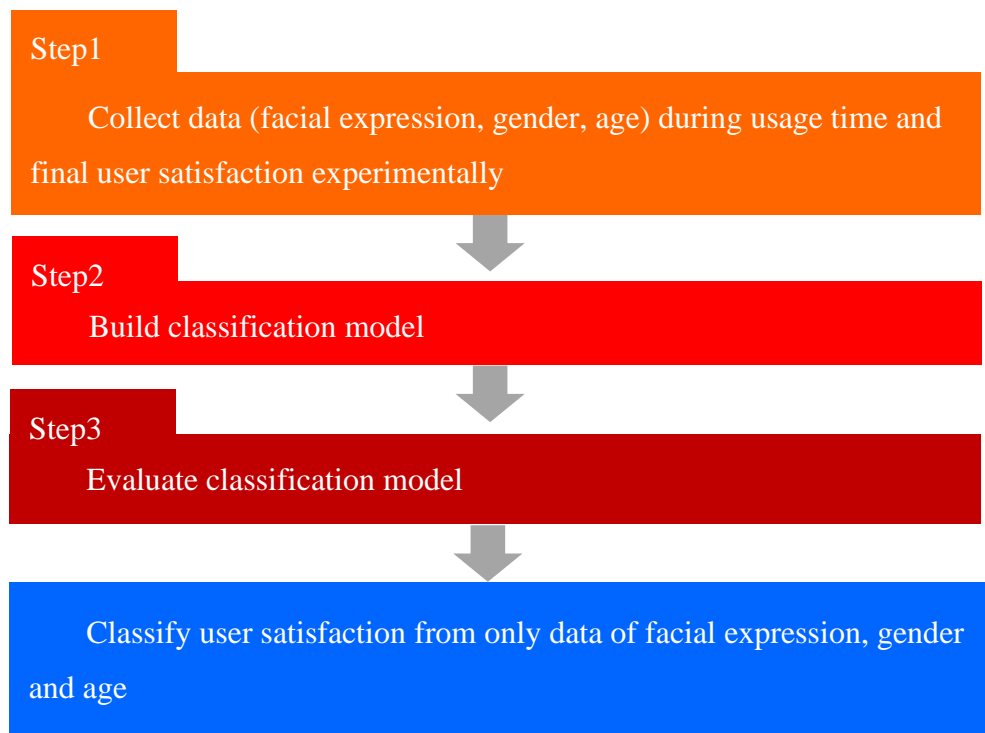 Step1
Collect data (facial expression, gender, age) during usage time and
final user satisfaction experimentally
Step2
Build classification model
Step3
Evaluate classification model
Classify user satisfaction from only data of facial expression, gender
and age